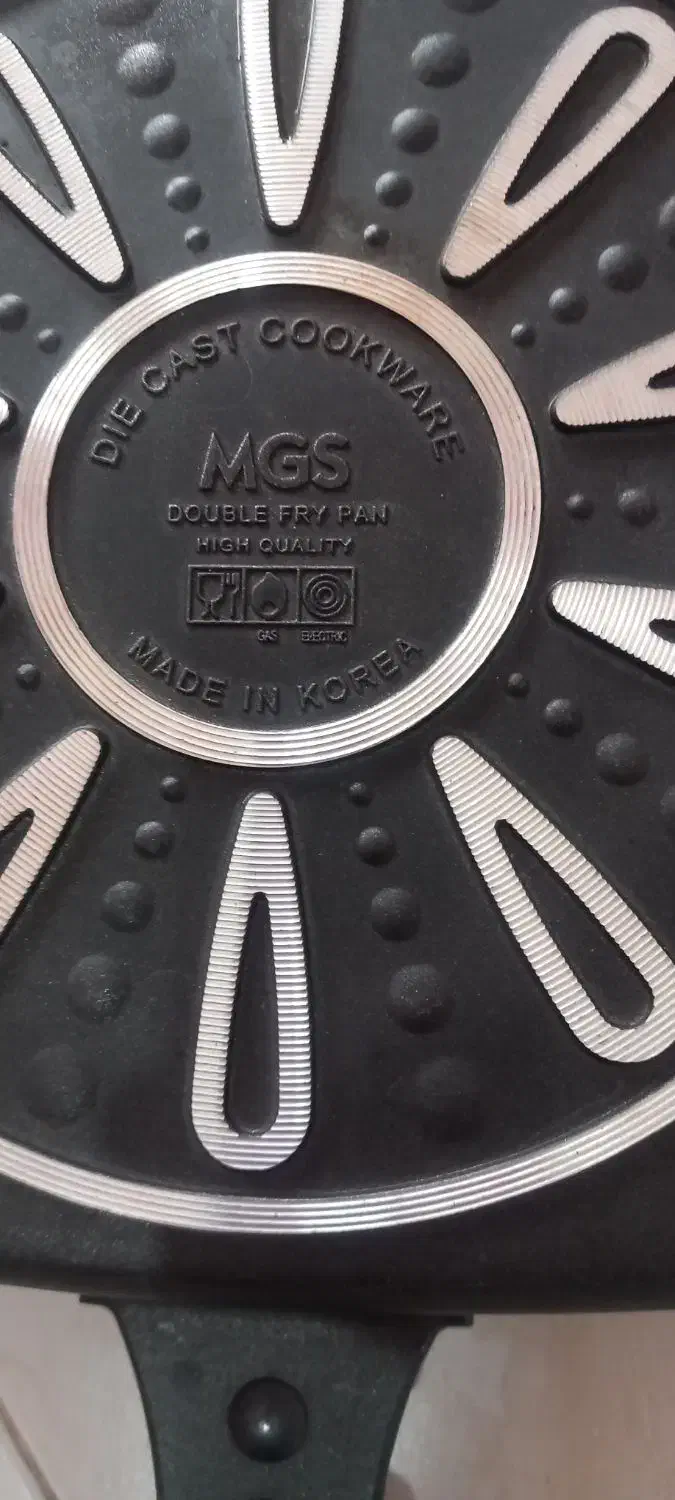 DIE CAST COOKWARE
MGS
DOUBLE FRY PAN
HIGH QUALITY
GAS ELECTRIC
MADE IN KOREA